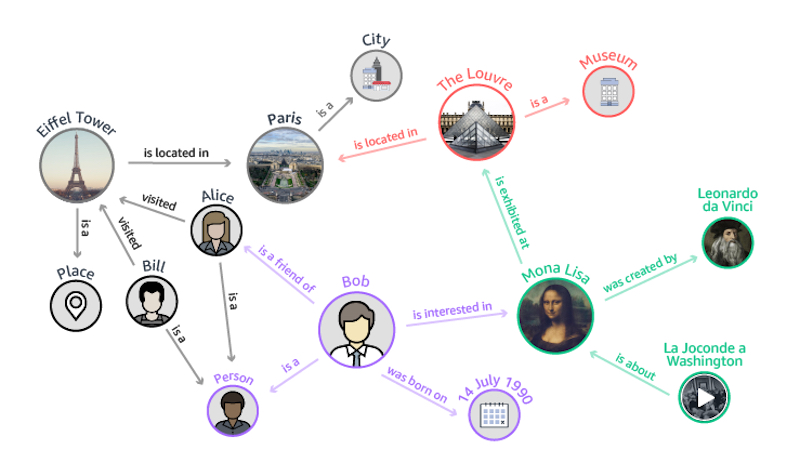 City
Museum
The Louvre
is a
is a
Eiffel Tower
Paris
is located in
is located in
visited
Alice
is exhibited at
Leonardo
da Vinci
is a
visited
is a friend of
Place
Bill
Bob
Mona Lisa
was created by
is a
is interested in
is a
La Joconde a
Washington
is about
Person
is a
was born on
14 July 1990